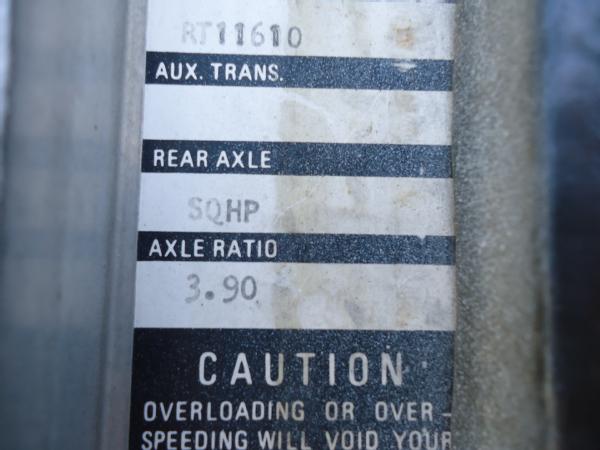 RT11610
AUX. TRANS.
REAR AXLE
SQHP
AXLE RATIO
3.90
CAUTION
OVERLOADING OR OVER-
SPEEDING WILL VOID YOUR